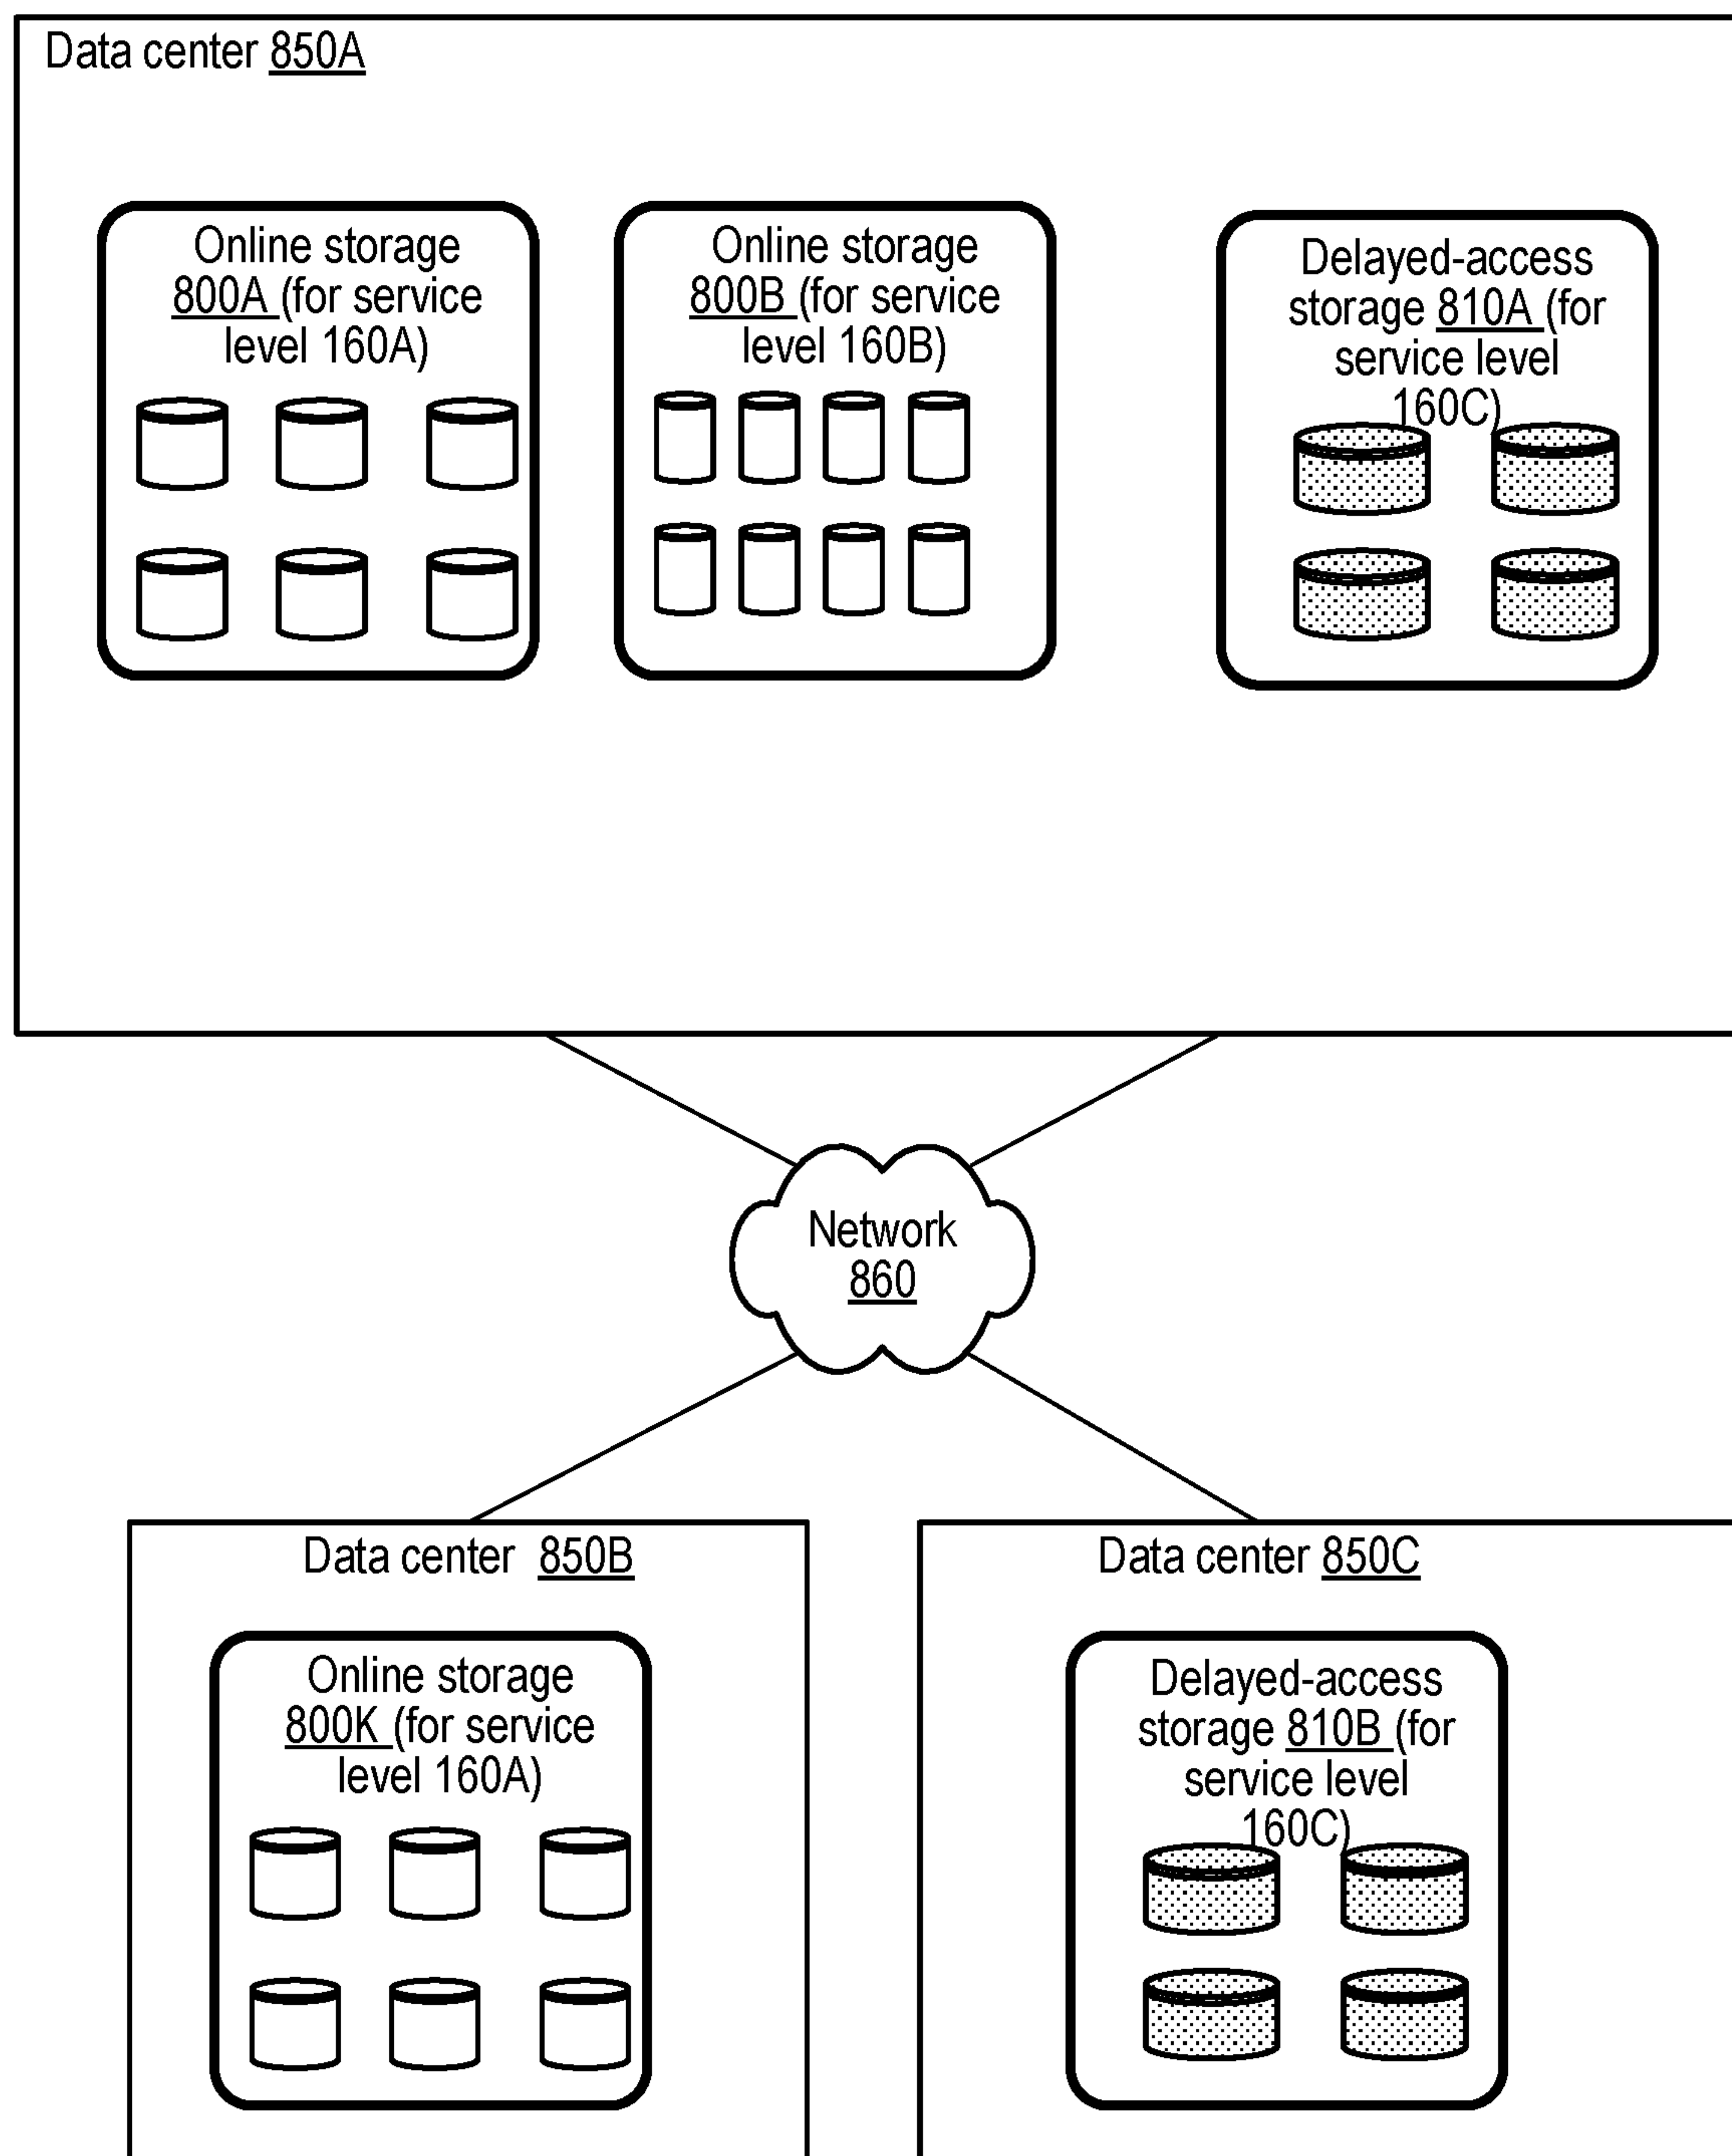 Data center 850A
Online storage
800A (for service
level 160A)
Online storage
800B (for service
level 160B)
Delayed-access
storage 810A (for
service level
160C)
Network
860
Data center 850B
Online storage
800K (for service
level 160A)
Data center 850C
Delayed-access
storage 810B (for
service level
160C)